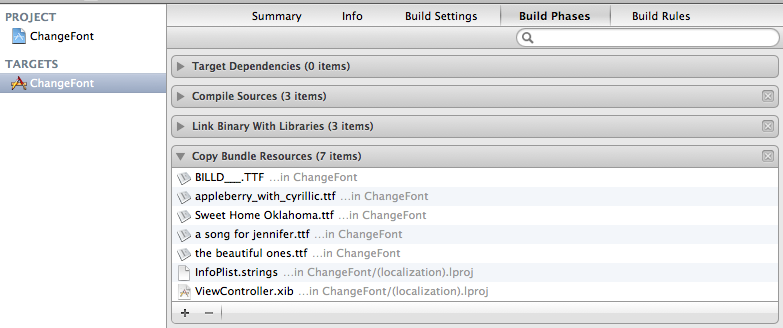 PROJECT
ChangeFont
TARGETS
ChangeFont
Summary Info Build Settings Build Phases Build Rules
Target Dependencies (0 items)
Compile Sources (3 items)
Link Binary With Libraries (3 items)
Copy Bundle Resources (7 items)
BILLD___.TTF ...in ChangeFont
appleberry_with_cyrillic.ttf ...in ChangeFont
Sweet Home Oklahoma.ttf ...in ChangeFont
a song for jennifer.ttf ...in ChangeFont
the beautiful ones.ttf ...in ChangeFont
InfoPlist.strings ...in ChangeFont/(localization).lproj
ViewController.xib ...in ChangeFont/(localization).lproj